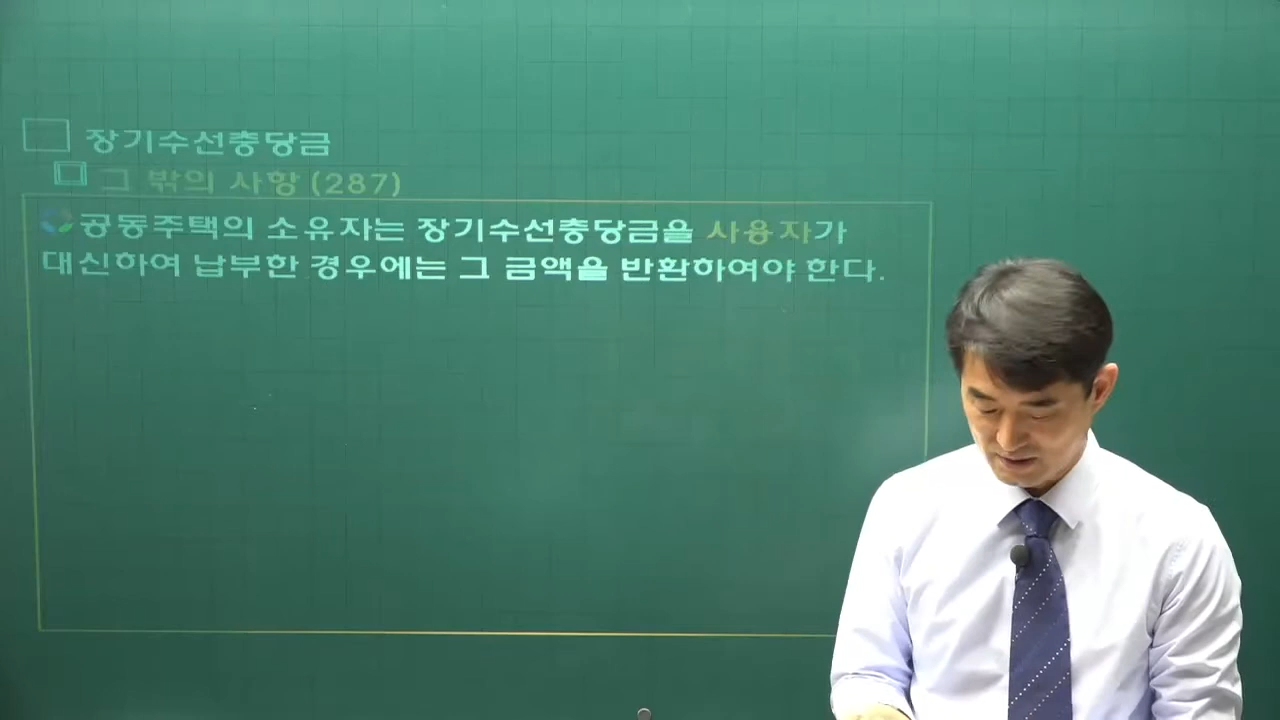 장기수선충당금
그 밖의 사항 (287)
공동주택의 소유자는 장기수선충당금을 사용자가
대신하여 납부한 경우에는 그 금액을 반환하여야 한다.